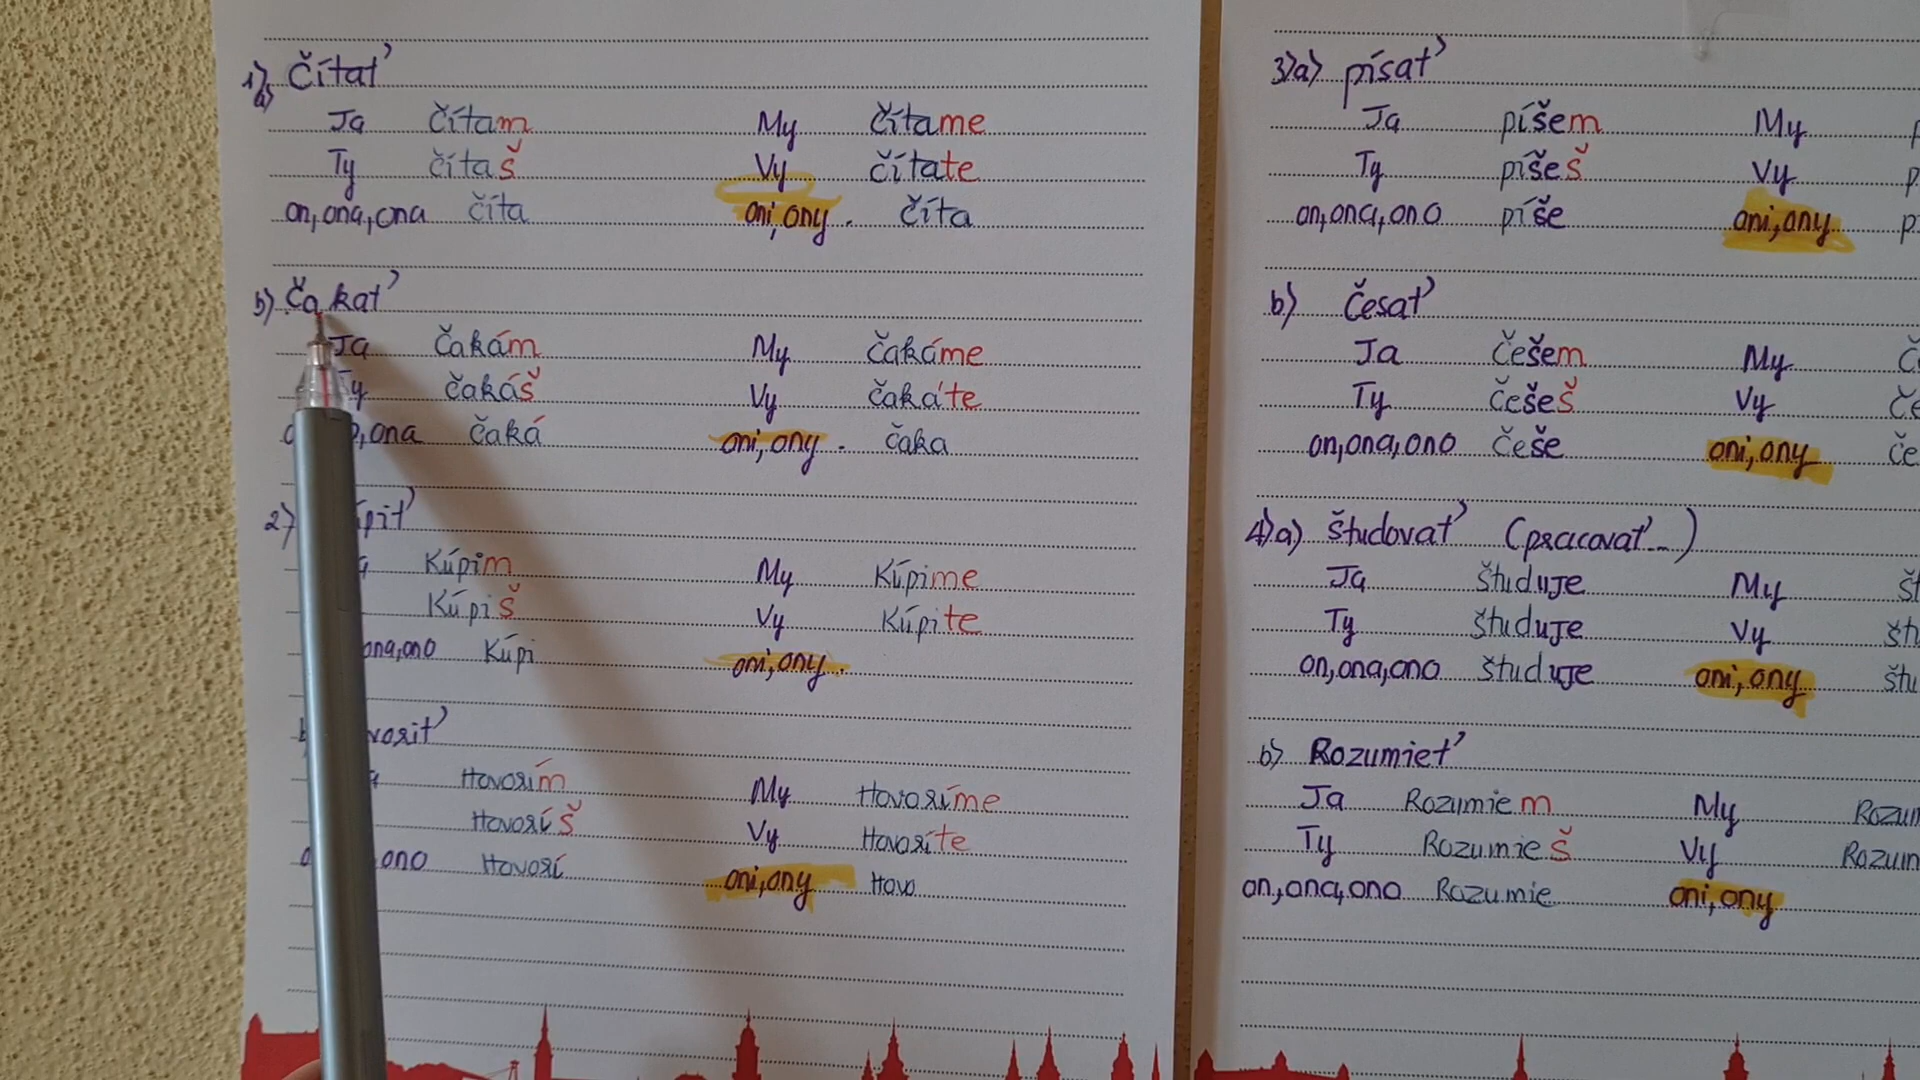 1)a) Čítať
Ja čítam My čítame
Ty čítaš Vy čítate
on, ona, ona číta oni, ony. číta
b) Čakať
Ja čakám My čakáme
čakáš Vy čakáte
ona čaká oni, ony. čaka
2)
Kúpim My Kúpime
Kúpiš Vy Kúpite
ona, ono Kúpi oni, ony.
Hovorím My Hovoríme
Hovoríš Vy Hovoríte
ono Hovorí oni, ony Hovo
3)a) písať
Ja píšem My
Ty píšeš Vy
on, ona, ono píše oni, ony
b) Česať
Ja češem My
Ty češeš Vy
on, ona, ono češe oni, ony
4)a) študovať (pracovať...)
Ja študuje My
Ty študuje Vy
on, ona, ono študuje oni, ony
b) Rozumieť
Ja Rozumiem My
Ty Rozumieš Vy
on, ona, ono Rozumie oni, ony